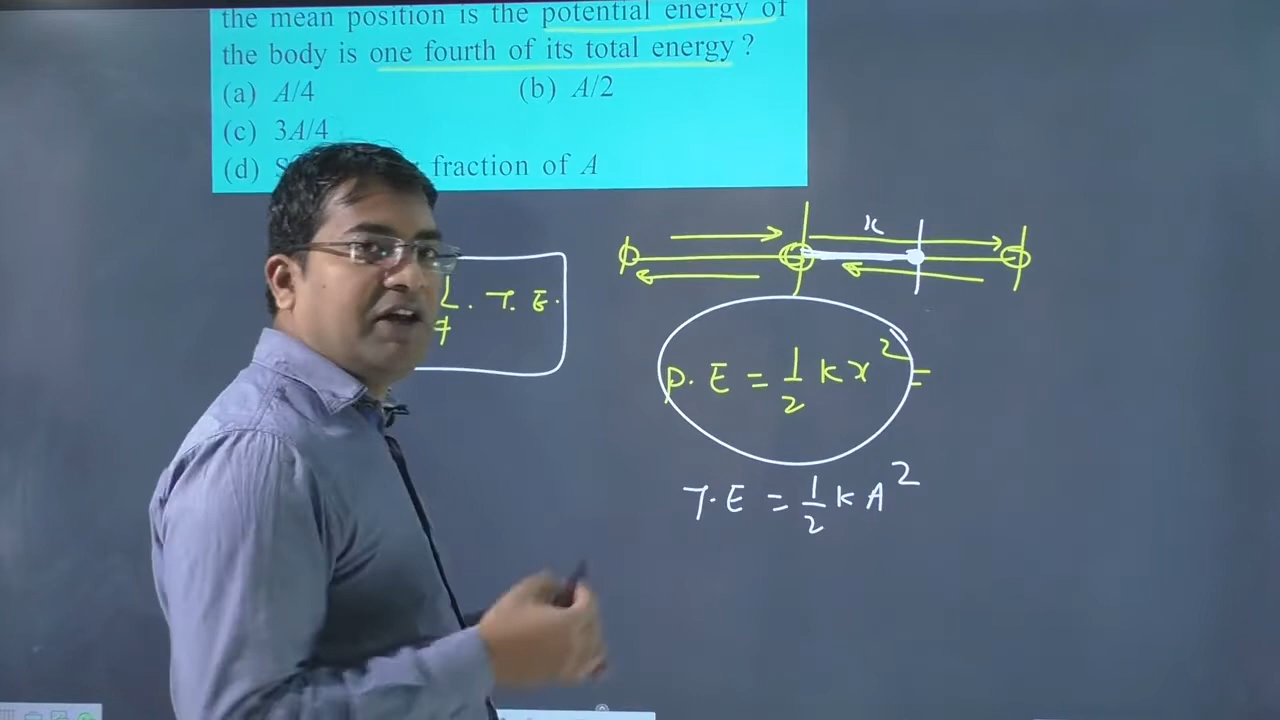 the mean position is the potential energy of
the body is one fourth of its total energy ?
(a) A/4 (b) A/2
(c) 3A/4
(d) fraction of A
x
. T. E.
P. E = 1/2 K x²=
T.E = 1/2 K A²